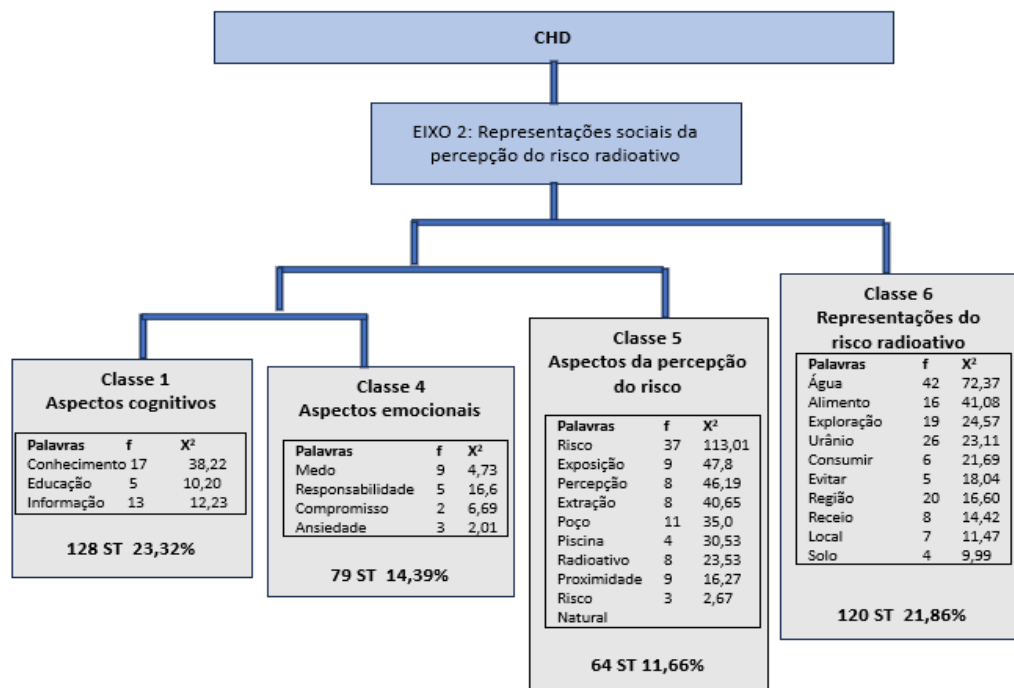 CHD
EIXO 2: Representações sociais da
percepção do risco radioativo
Classe 1
Aspectos cognitivos
Palavras f X²
Conhecimento 17 38,22
Educação 5 10,20
Informação 13 12,23
128 ST 23,32%
Classe 4
Aspectos emocionais
Palavras f X²
Medo 9 4,73
Responsabilidade 5 16,6
Compromisso 2 6,69
Ansiedade 3 2,01
79 ST 14,39%
Classe 5
Aspectos da percepção
do risco
Palavras f X²
Risco 37 113,01
Exposição 9 47,8
Percepção 8 46,19
Extração 8 40,65
Poço 11 35,0
Piscina 4 30,53
Radioativo 8 23,53
Proximidade 9 16,27
Risco 3 2,67
Natural
64 ST 11,66%
Classe 6
Representações do
risco radioativo
Palavras f X²
Água 42 72,37
Alimento 16 41,08
Exploração 19 24,57
Urânio 26 23,11
Consumir 6 21,69
Evitar 5 18,04
Região 20 16,60
Receio 8 14,42
Local 7 11,47
Solo 4 9,99
120 ST 21,86%